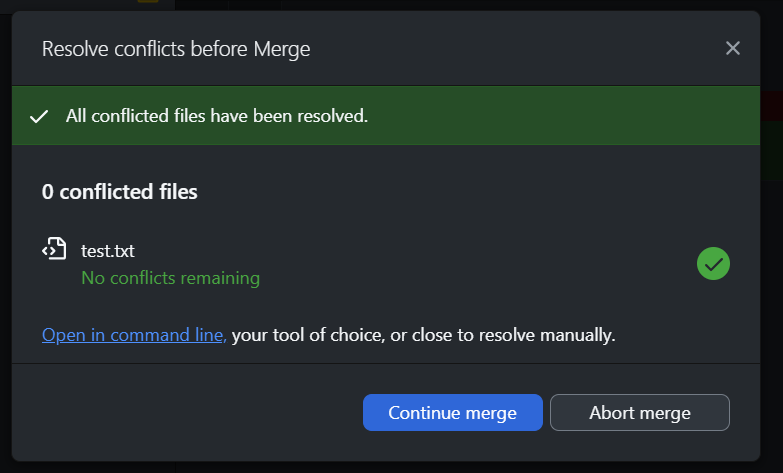 Resolve conflicts before Merge
All conflicted files have been resolved.
0 conflicted files
test.txt
No conflicts remaining
Open in command line, your tool of choice, or close to resolve manually.
Continue merge
Abort merge